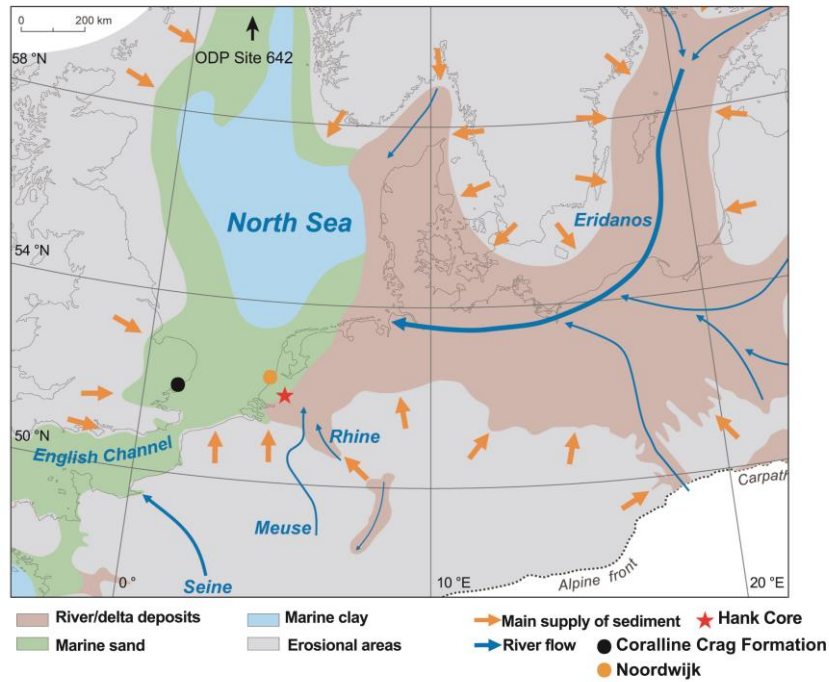 0 200 km
ODP Site 642
58 °N
Eridanos
North Sea
54 °N
50 °N
English Channel
Rhine
Meuse
Seine
Carpath
Alpine front
0°
10 °E
20 °E
River/delta deposits
Marine clay
Main supply of sediment
Hank Core
Marine sand
Erosional areas
River flow
Coralline Crag Formation
Noordwijk